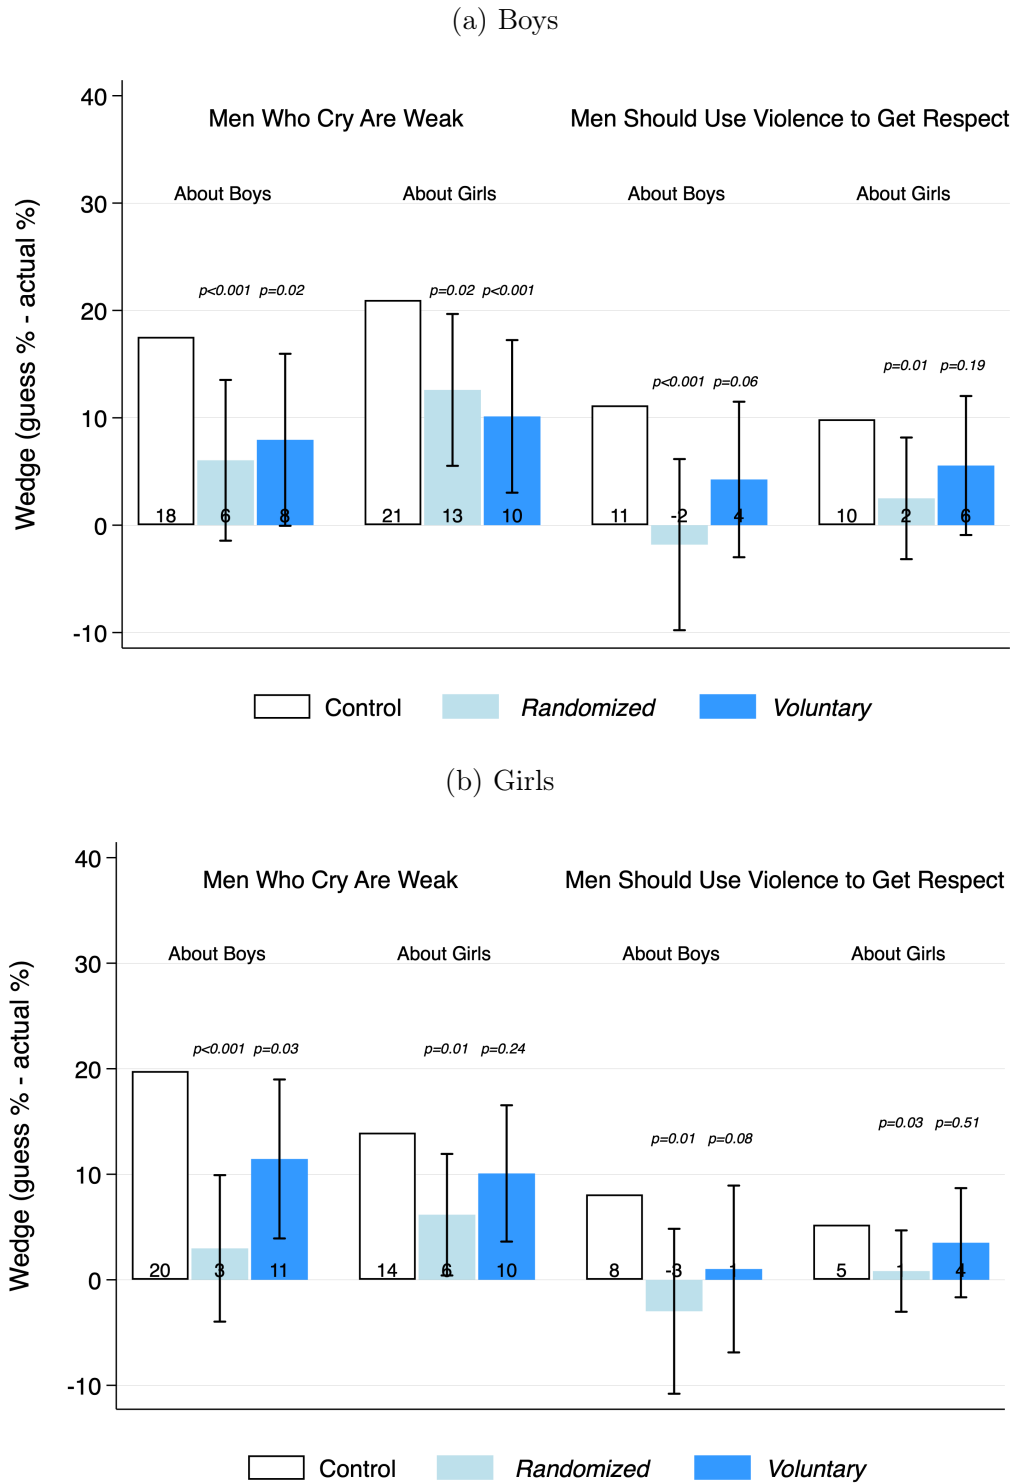 (a) Boys
40
Men Who Cry Are Weak Men Should Use Violence to Get Respect
About Boys About Girls About Boys About Girls
30
p<0.001 p=0.02 p=0.02 p<0.001
20
p=0.01 p=0.19
p<0.001 p=0.06
10
Wedge (guess % - actual %)
18 6 8 21 13 10 11 -2 4 10 2 6
0
-10
Control Randomized Voluntary
(b) Girls
40
Men Who Cry Are Weak Men Should Use Violence to Get Respect
About Boys About Girls About Boys About Girls
30
p<0.001 p=0.03 p=0.01 p=0.24
20
p=0.03 p=0.51
p=0.01 p=0.08
10
Wedge (guess % - actual %)
20 3 11 14 6 10 8 -3 1 5 1 4
0
-10
Control Randomized Voluntary